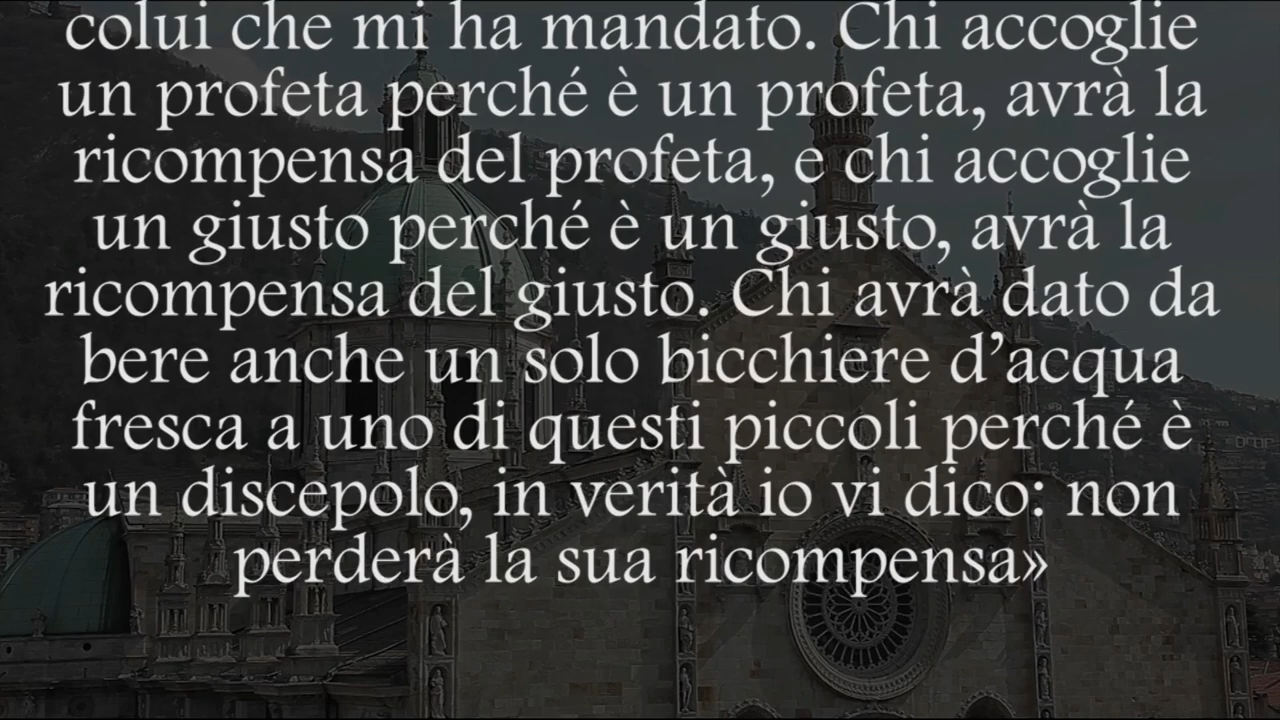 colui che mi ha mandato. Chi accoglie
un profeta perché è un profeta, avrà la
ricompensa del profeta, e chi accoglie
un giusto perché è un giusto, avrà la
ricompensa del giusto. Chi avrà dato da
bere anche un solo bicchiere d’acqua
fresca a uno di questi piccoli perché è
un discepolo, in verità io vi dico: non
perderà la sua ricompensa»